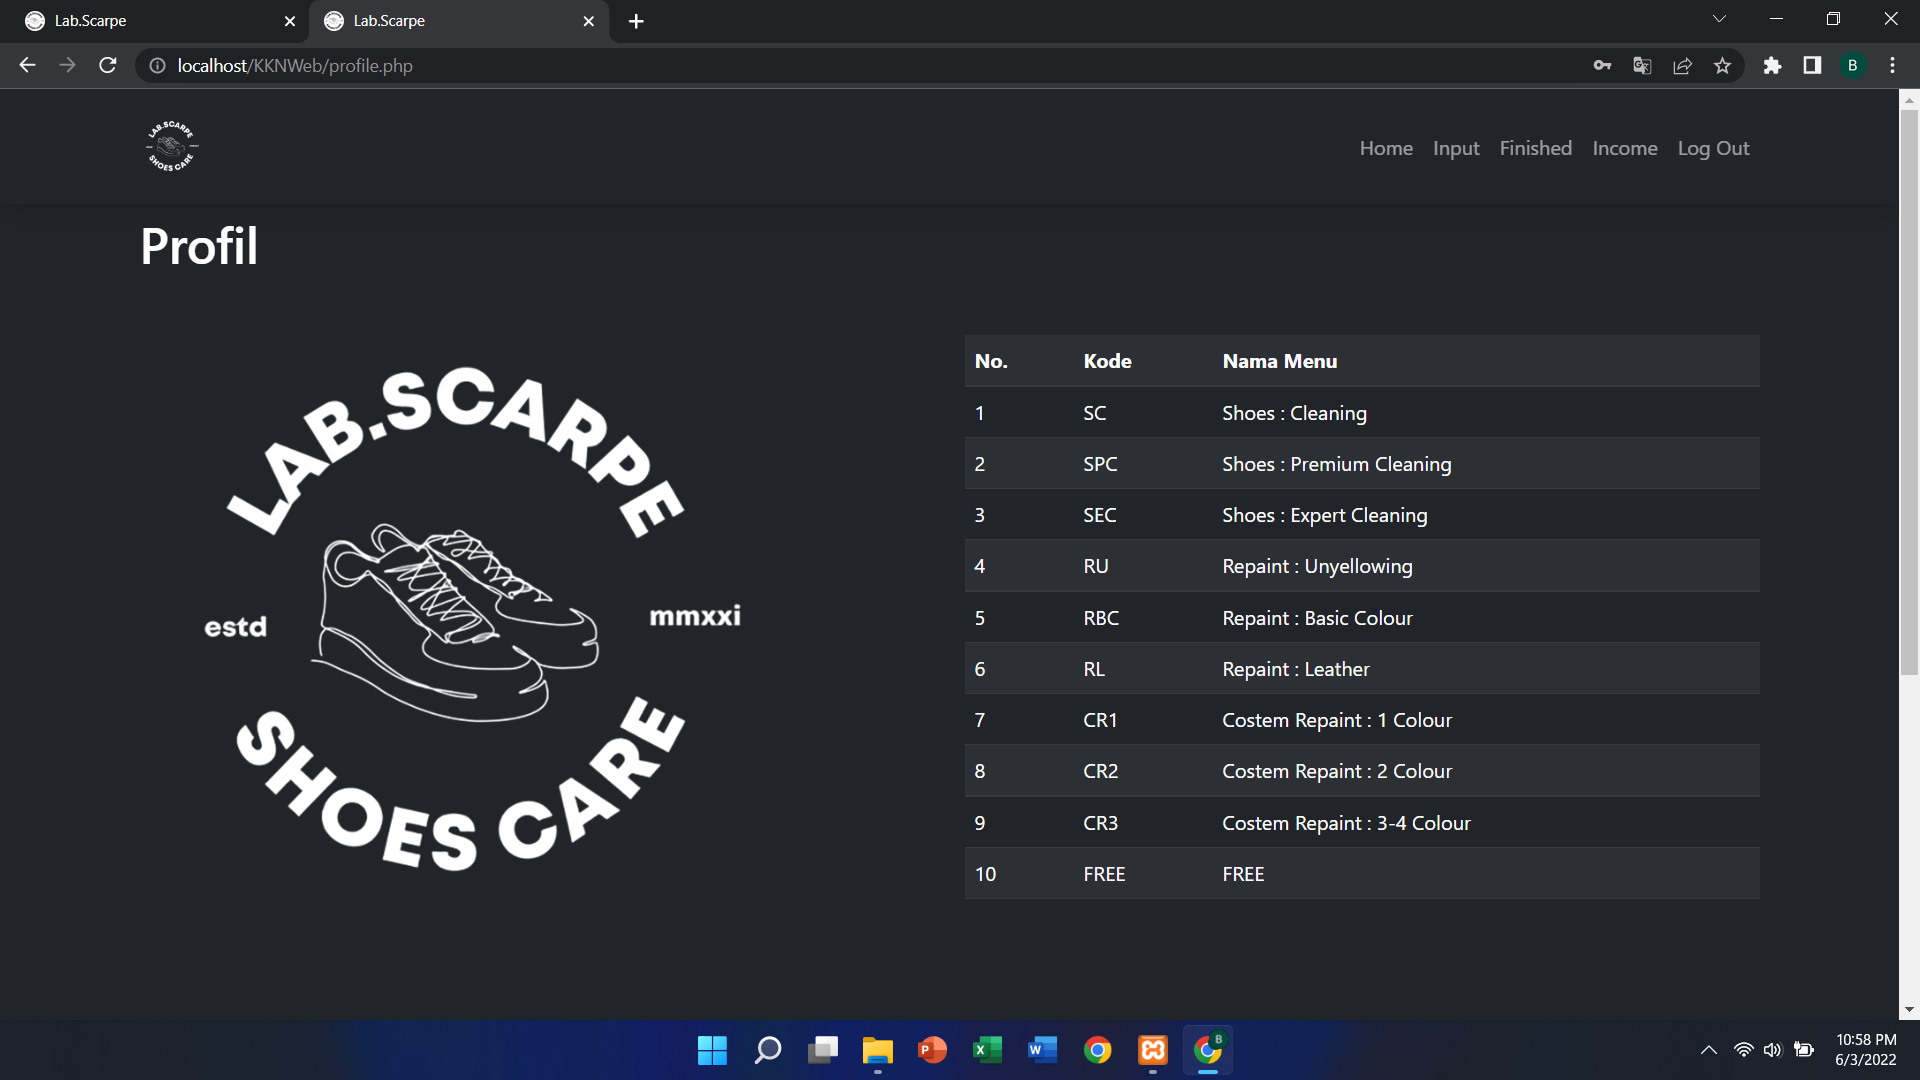 Lab.Scarpe
Lab.Scarpe
localhost/KKNWeb/profile.php
B
LAB.SCARPE
SHOES CARE
Home Input Finished Income Log Out
Profil
LAB.SCARPE
estd
mmxxi
SHOES CARE
No. Kode Nama Menu
1 SC Shoes : Cleaning
2 SPC Shoes : Premium Cleaning
3 SEC Shoes : Expert Cleaning
4 RU Repaint : Unyellowing
5 RBC Repaint : Basic Colour
6 RL Repaint : Leather
7 CR1 Costem Repaint : 1 Colour
8 CR2 Costem Repaint : 2 Colour
9 CR3 Costem Repaint : 3-4 Colour
10 FREE FREE
P
X
W
B
10:58 PM
6/3/2022